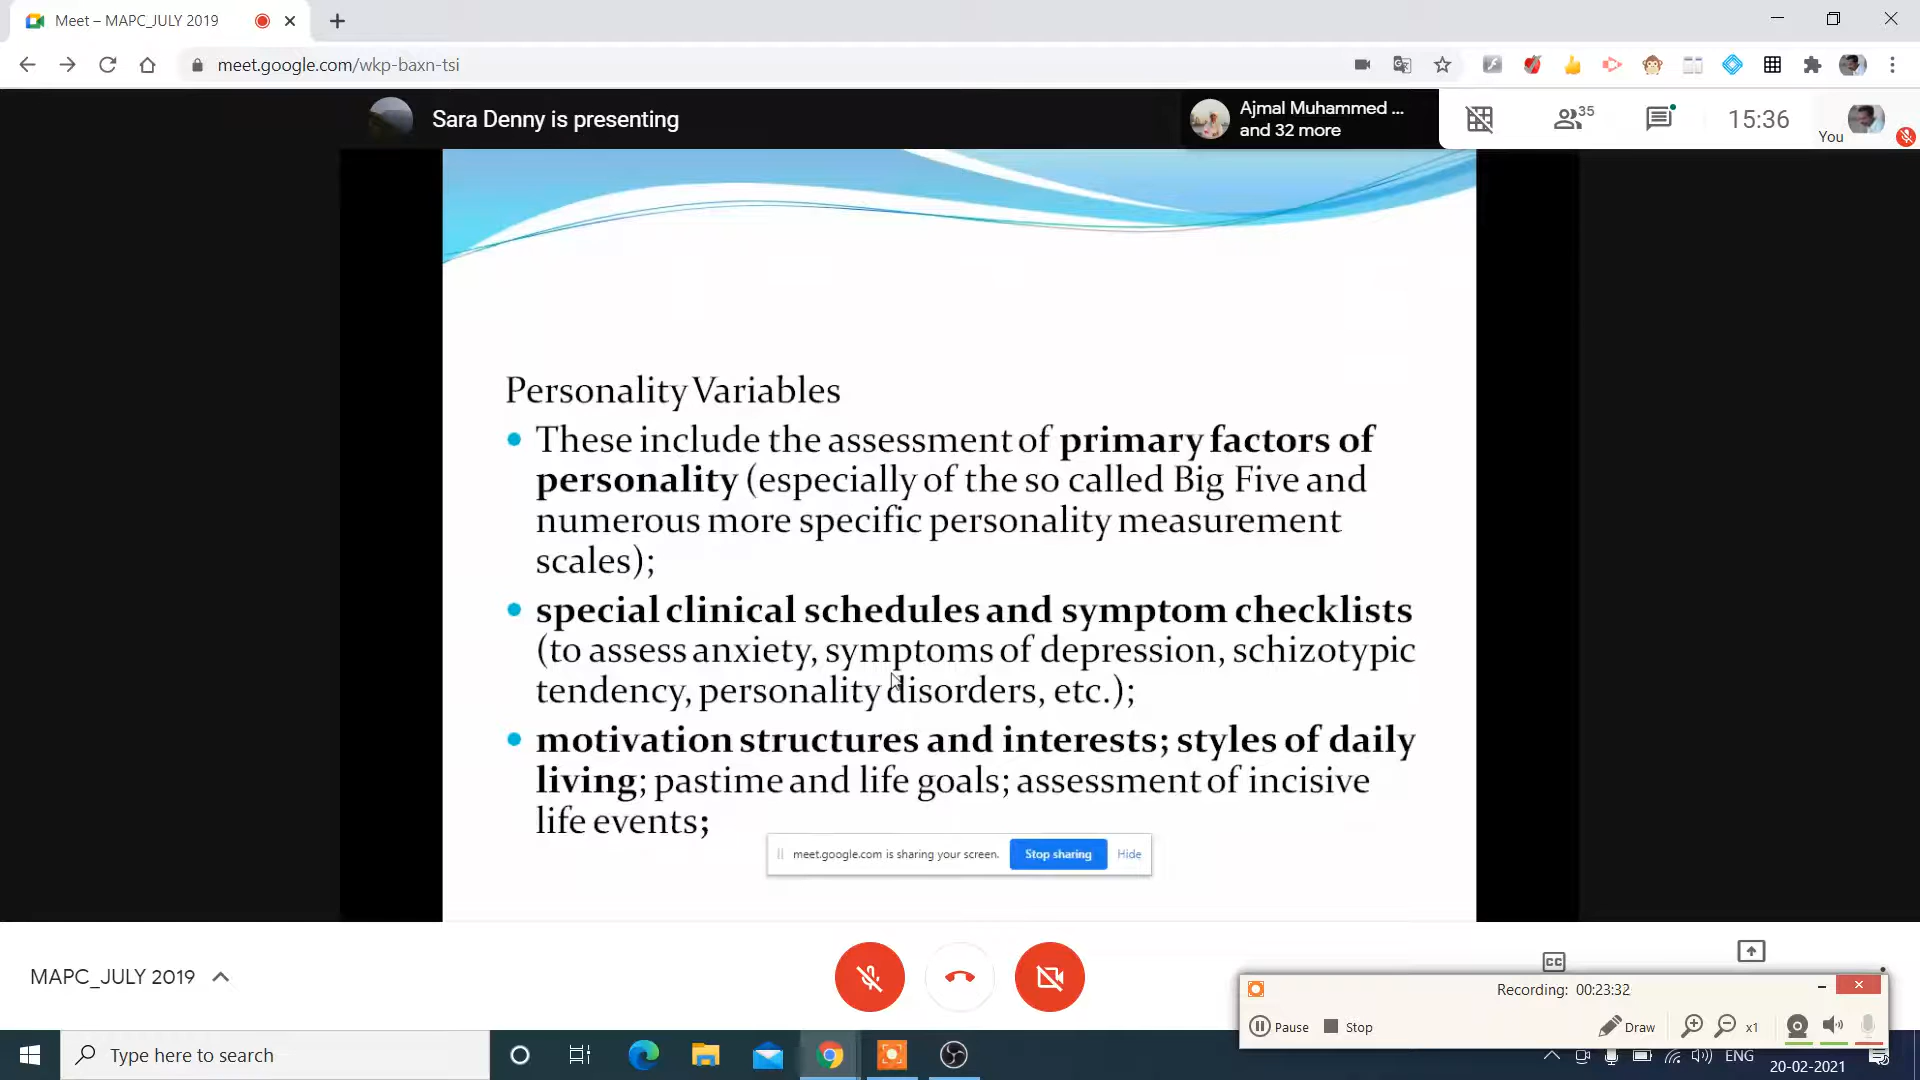 Meet – MAPC_JULY 2019
meet.google.com/wkp-baxn-tsi
Sara Denny is presenting
Ajmal Muhammed ...
and 32 more
35
15:36
You
Personality Variables
These include the assessment of primary factors of
personality (especially of the so called Big Five and
numerous more specific personality measurement
scales);
special clinical schedules and symptom checklists
(to assess anxiety, symptoms of depression, schizotypic
tendency, personality disorders, etc.);
motivation structures and interests; styles of daily
living; pastime and life goals; assessment of incisive
life events;
meet.google.com is sharing your screen.
Stop sharing
Hide
MAPC_JULY 2019
CC
Recording: 00:23:32
Pause
Stop
Draw
x1
Type here to search
ENG
20-02-2021